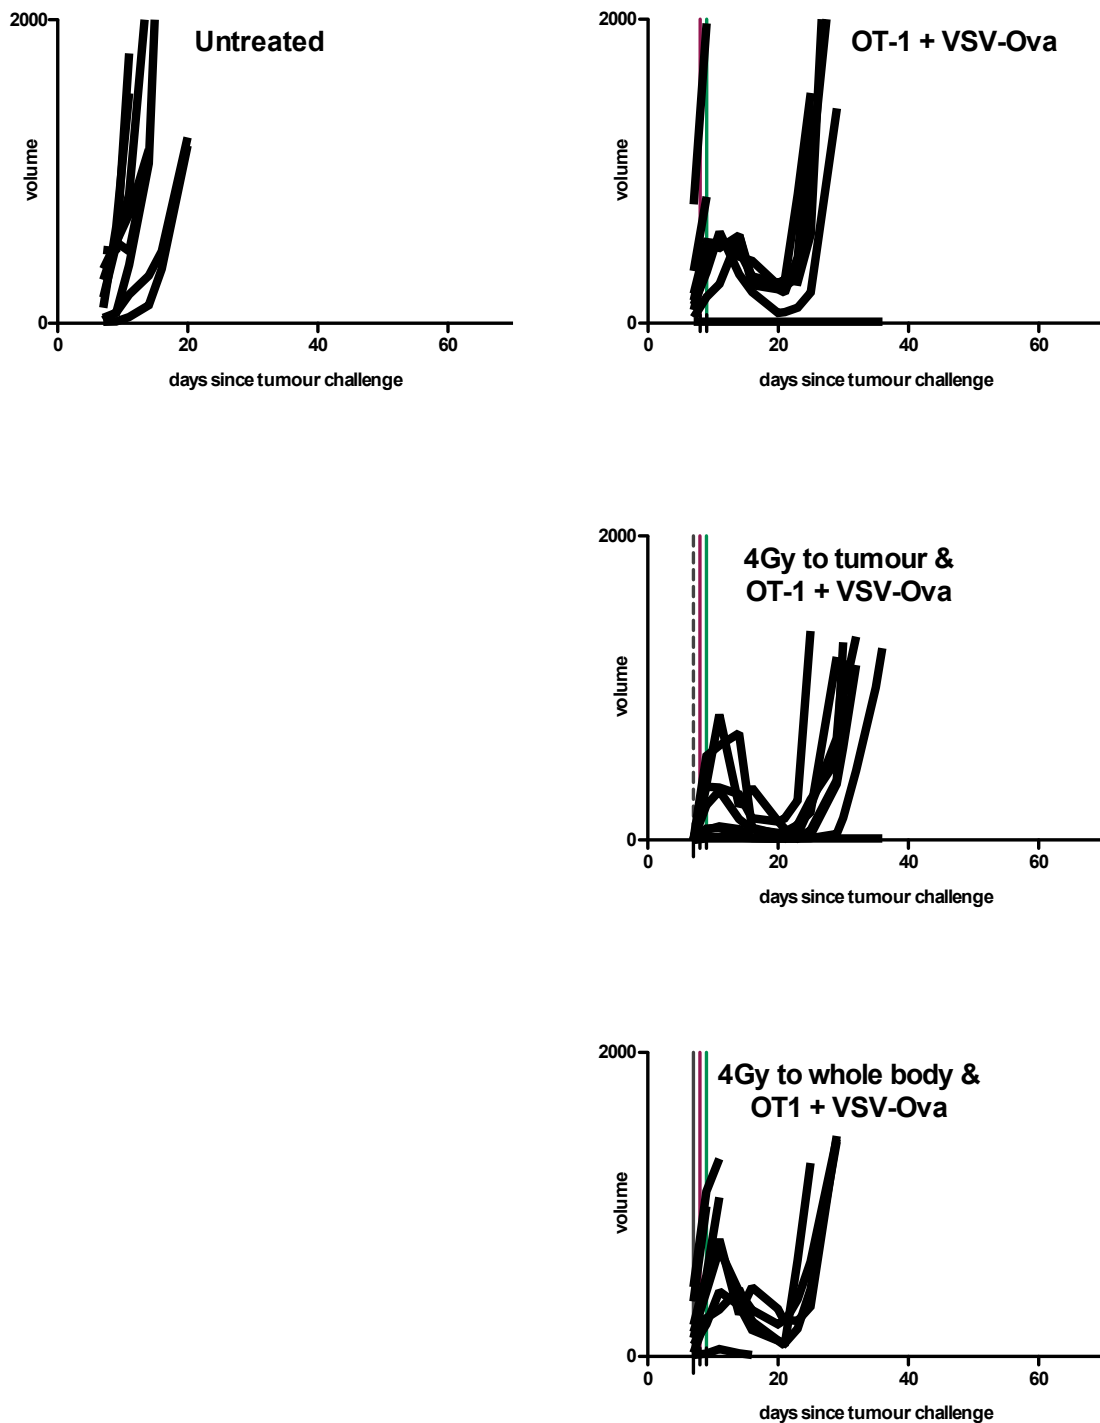 Untreated
2000
volume
0
0 20 40 60
days since tumour challenge
OT-1 + VSV-Ova
2000
volume
0
0 20 40 60
days since tumour challenge
4Gy to tumour &
OT-1 + VSV-Ova
2000
volume
0
0 20 40 60
days since tumour challenge
4Gy to whole body &
OT1 + VSV-Ova
2000
volume
0
0 20 40 60
days since tumour challenge